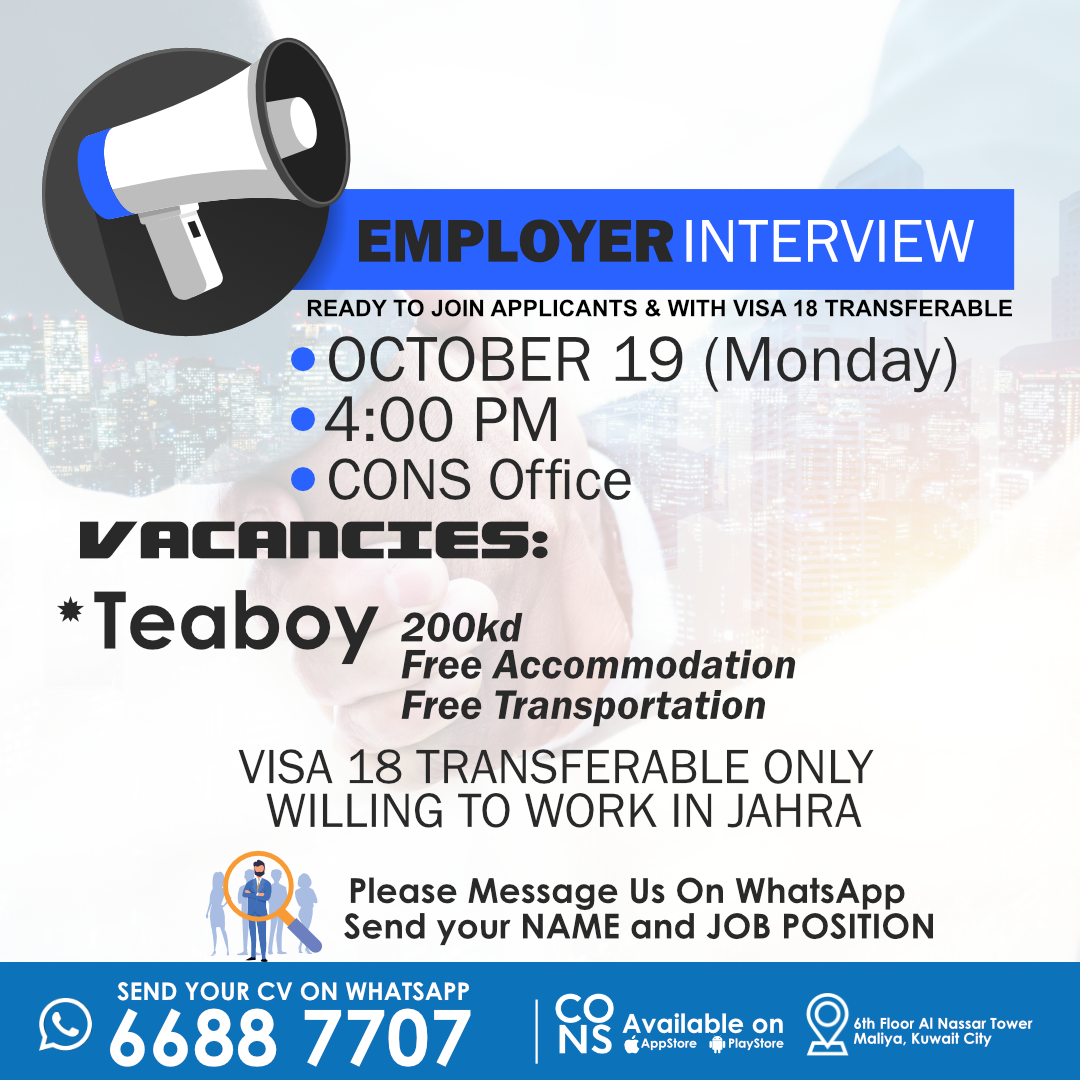 EMPLOYER INTERVIEW
READY TO JOIN APPLICANTS & WITH VISA 18 TRANSFERABLE
• OCTOBER 19 (Monday)
• 4:00 PM
• CONS Office
VACANCIES:
* Teaboy
200kd
Free Accommodation
Free Transportation
VISA 18 TRANSFERABLE ONLY
WILLING TO WORK IN JAHRA
Please Message Us On WhatsApp
Send your NAME and JOB POSITION
SEND YOUR CV ON WHATSAPP
6688 7707
CO
NS
Available on
AppStore PlayStore
6th Floor Al Nassar Tower
Maliya, Kuwait City